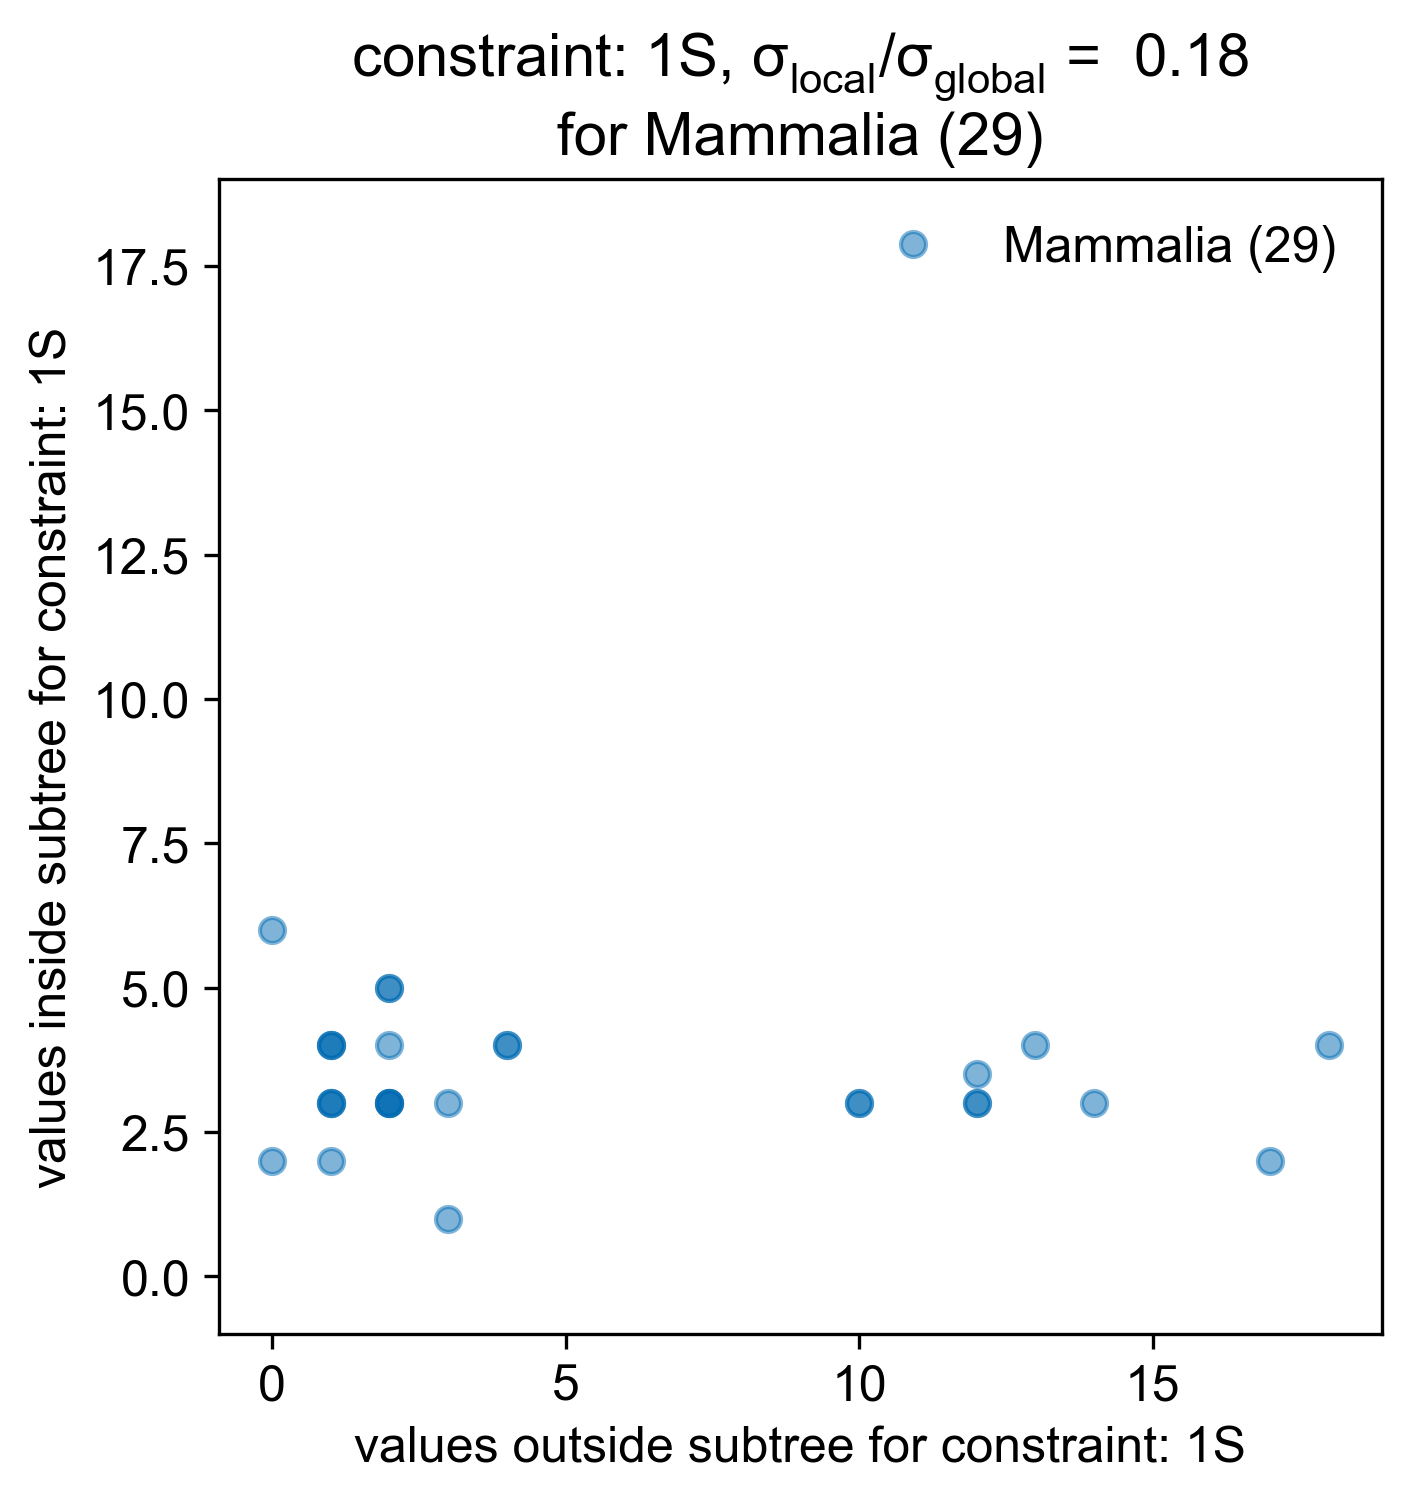 constraint: 1S, σlocal/σglobal = 0.18
for Mammalia (29)
Mammalia (29)
17.5
15.0
12.5
10.0
7.5
5.0
2.5
0.0
values inside subtree for constraint: 1S
0 5 10 15
values outside subtree for constraint: 1S